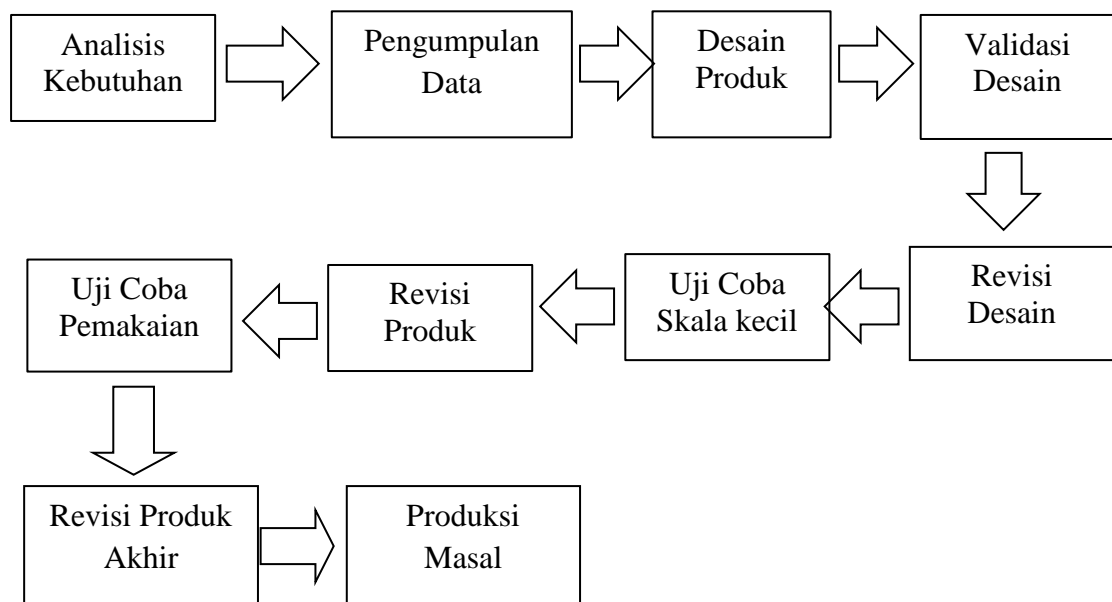 Analisis
Kebutuhan
Pengumpulan
Data
Desain
Produk
Validasi
Desain
Revisi
Desain
Uji Coba
Skala kecil
Revisi
Produk
Uji Coba
Pemakaian
Revisi Produk
Akhir
Produksi
Masal